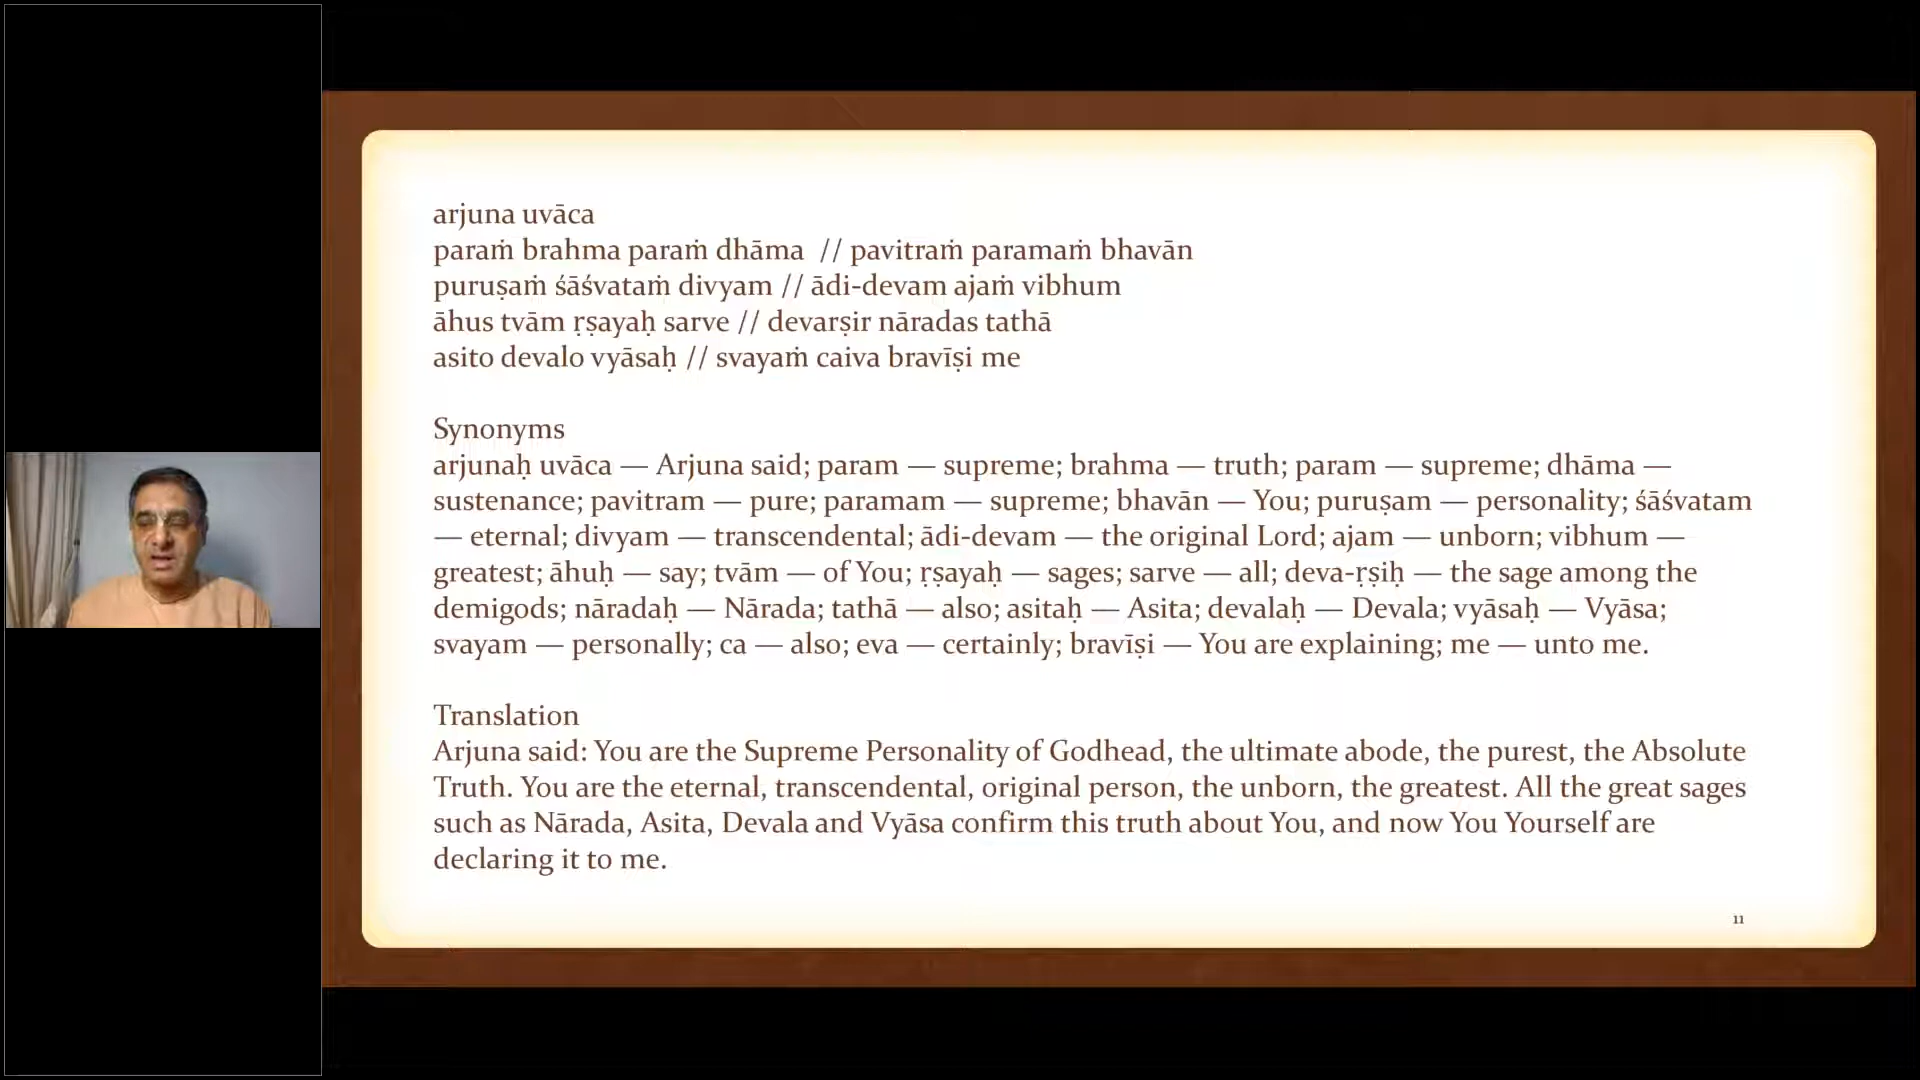 arjuna uvāca
paraṁ brahma paraṁ dhāma // pavitraṁ paramaṁ bhavān
puruṣaṁ śāśvataṁ divyam // ādi-devam ajaṁ vibhum
āhus tvām ṛṣayaḥ sarve // devarṣir nāradas tathā
asito devalo vyāsaḥ // svayaṁ caiva bravīṣi me
Synonyms
arjunaḥ uvāca — Arjuna said; param — supreme; brahma — truth; param — supreme; dhāma —
sustenance; pavitram — pure; paramam — supreme; bhavān — You; puruṣam — personality; śāśvatam
— eternal; divyam — transcendental; ādi-devam — the original Lord; ajam — unborn; vibhum —
greatest; āhuḥ — say; tvām — of You; ṛṣayaḥ — sages; sarve — all; deva-ṛṣiḥ — the sage among the
demigods; nāradaḥ — Nārada; tathā — also; asitaḥ — Asita; devalaḥ — Devala; vyāsaḥ — Vyāsa;
svayam — personally; ca — also; eva — certainly; bravīṣi — You are explaining; me — unto me.
Translation
Arjuna said: You are the Supreme Personality of Godhead, the ultimate abode, the purest, the Absolute
Truth. You are the eternal, transcendental, original person, the unborn, the greatest. All the great sages
such as Nārada, Asita, Devala and Vyāsa confirm this truth about You, and now You Yourself are
declaring it to me.
11